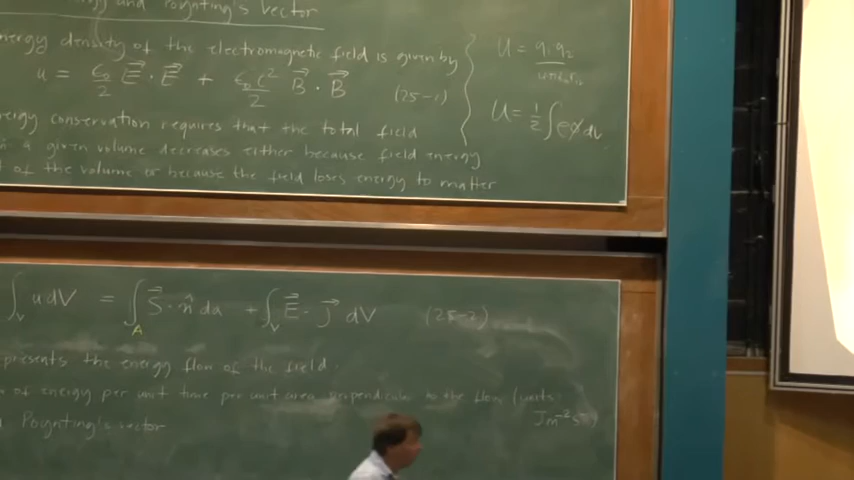 and Poynting's Vector
nergy density of the electromagnetic field is given by
u = ε₀/2 E⃗ · E⃗ + ε₀c²/2 B⃗ · B⃗ (25-1)
U = q₁q₂/4πε₀r₁₂
U = 1/2 ∫ ρφ dV
rgy conservation requires that the total field
a given volume decreases either because field energy
of the volume or because the field loses energy to matter
∫_V u dV = ∫_A S⃗ · n̂ da + ∫_V E⃗ · J⃗ dV (25-2)
presents the energy flow of the field.
of energy per unit time per unit area perpendicular to the flow (units:
Jm⁻²s⁻¹)
Poynting's vector